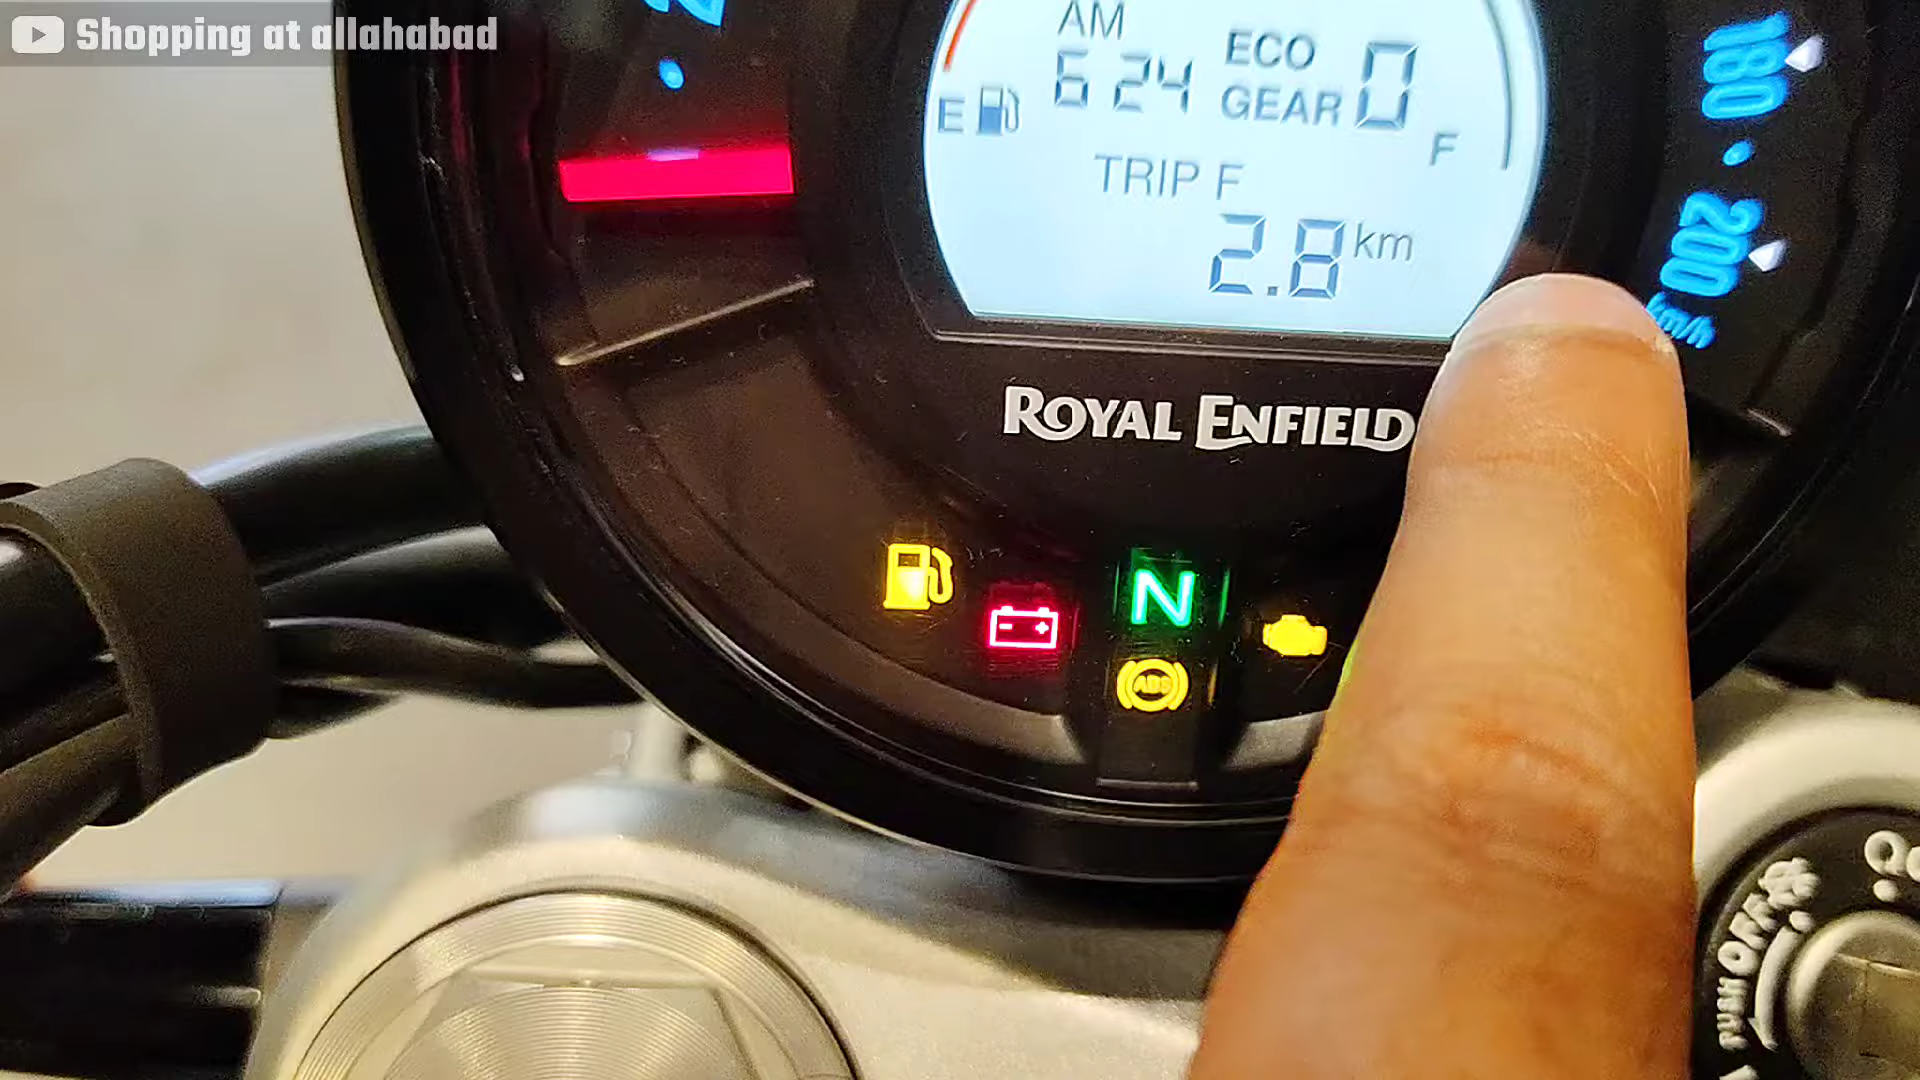 Shopping at allahabad
AM
6 24
ECO
GEAR 0
E
F
TRIP F
2.8 km
180
200
km/h
ROYAL ENFIELD
N
ABS
OFF
PUSH